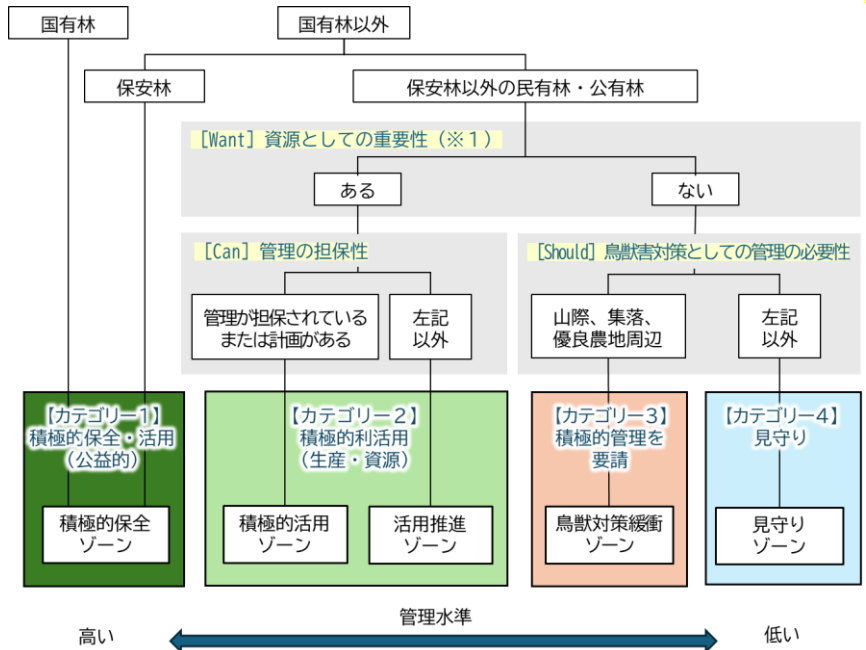 国有林
国有林以外
保安林
保安林以外の民有林・公有林
[Want] 資源としての重要性（※１）
ある
ない
[Can] 管理の担保性
[Should] 鳥獣害対策としての管理の必要性
管理が担保されている
または計画がある
左記
以外
山際、集落、
優良農地周辺
左記
以外
【カテゴリー１】
積極的保全・活用
（公益的）
【カテゴリー２】
積極的利活用
（生産・資源）
【カテゴリー３】
積極的管理を
要請
【カテゴリー４】
見守り
積極的保全
ゾーン
積極的活用
ゾーン
活用推進
ゾーン
鳥獣対策緩衝
ゾーン
見守り
ゾーン
管理水準
高い
低い